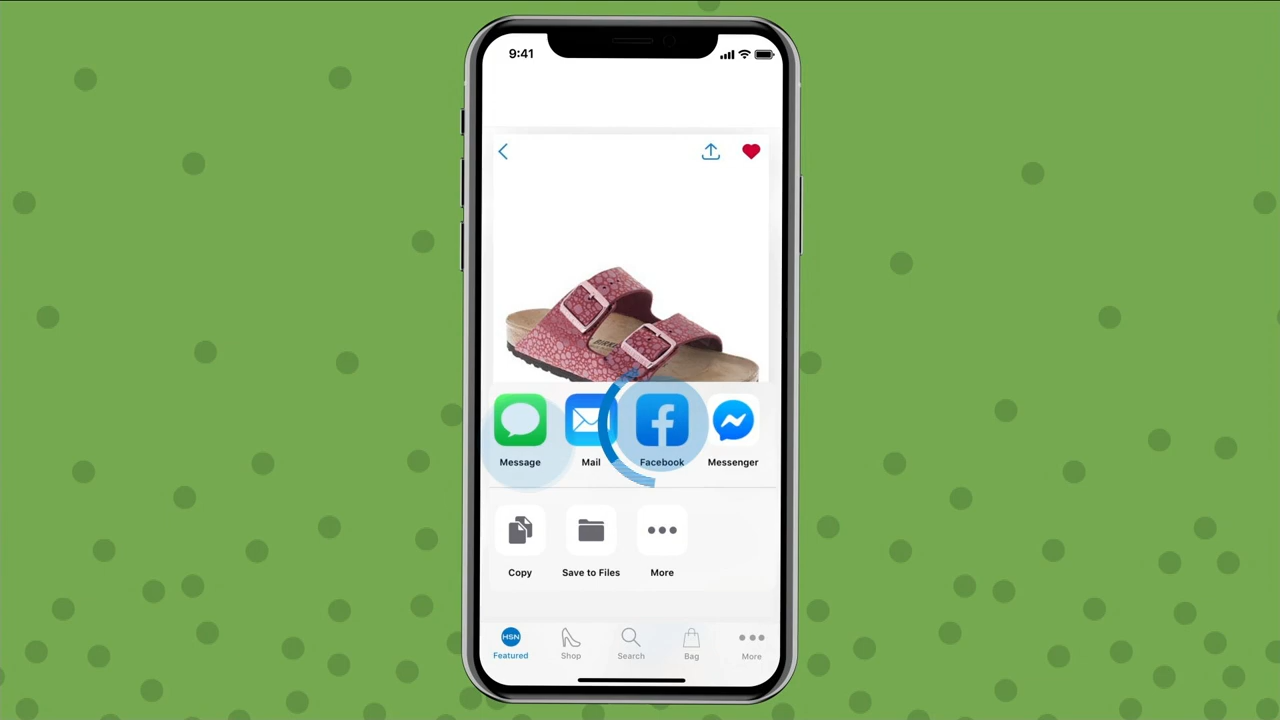 9:41
Message
Mail
Facebook
Messenger
Copy
Save to Files
More
HSN
Featured
Shop
Search
Bag
More